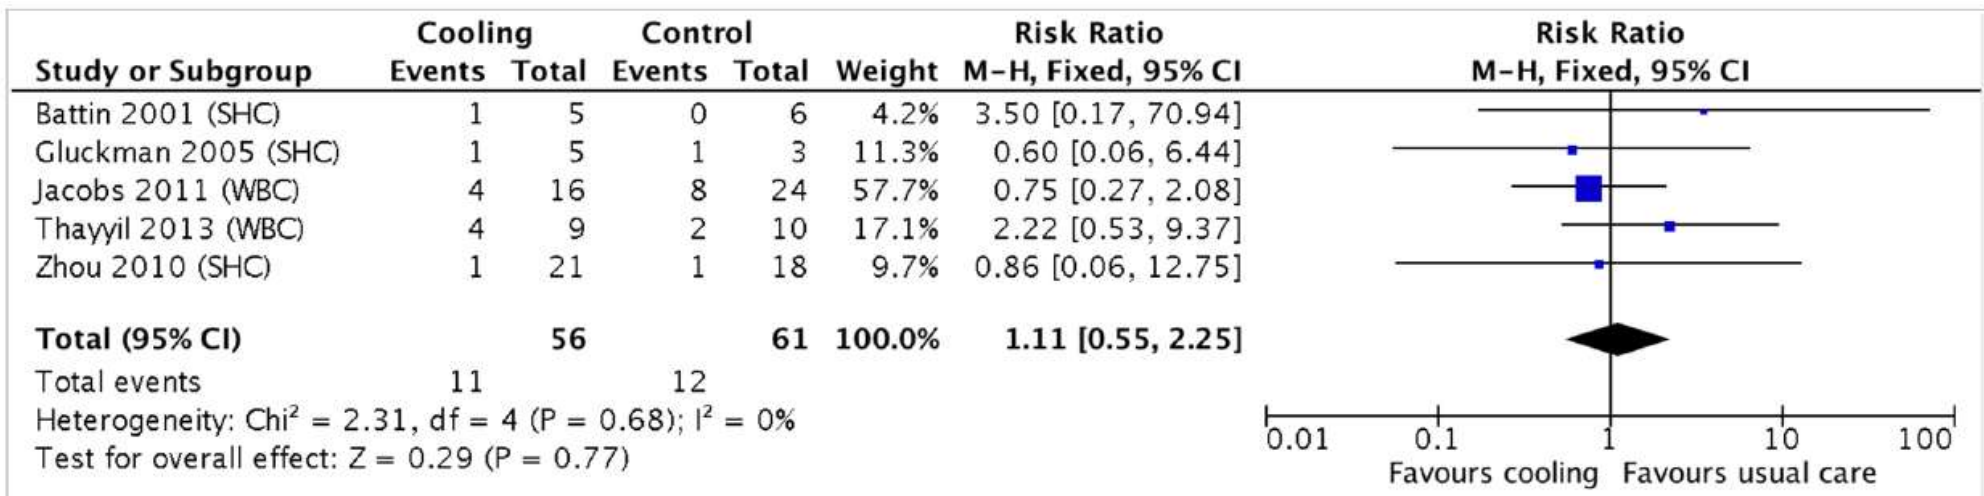 Cooling Control Risk Ratio Risk Ratio
Study or Subgroup Events Total Events Total Weight M-H, Fixed, 95% CI M-H, Fixed, 95% CI
Battin 2001 (SHC) 1 5 0 6 4.2% 3.50 [0.17, 70.94]
Gluckman 2005 (SHC) 1 5 1 3 11.3% 0.60 [0.06, 6.44]
Jacobs 2011 (WBC) 4 16 8 24 57.7% 0.75 [0.27, 2.08]
Thayyil 2013 (WBC) 4 9 2 10 17.1% 2.22 [0.53, 9.37]
Zhou 2010 (SHC) 1 21 1 18 9.7% 0.86 [0.06, 12.75]
Total (95% CI) 56 61 100.0% 1.11 [0.55, 2.25]
Total events 11 12
Heterogeneity: Chi² = 2.31, df = 4 (P = 0.68); I² = 0%
Test for overall effect: Z = 0.29 (P = 0.77)
0.01 0.1 1 10 100
Favours cooling Favours usual care